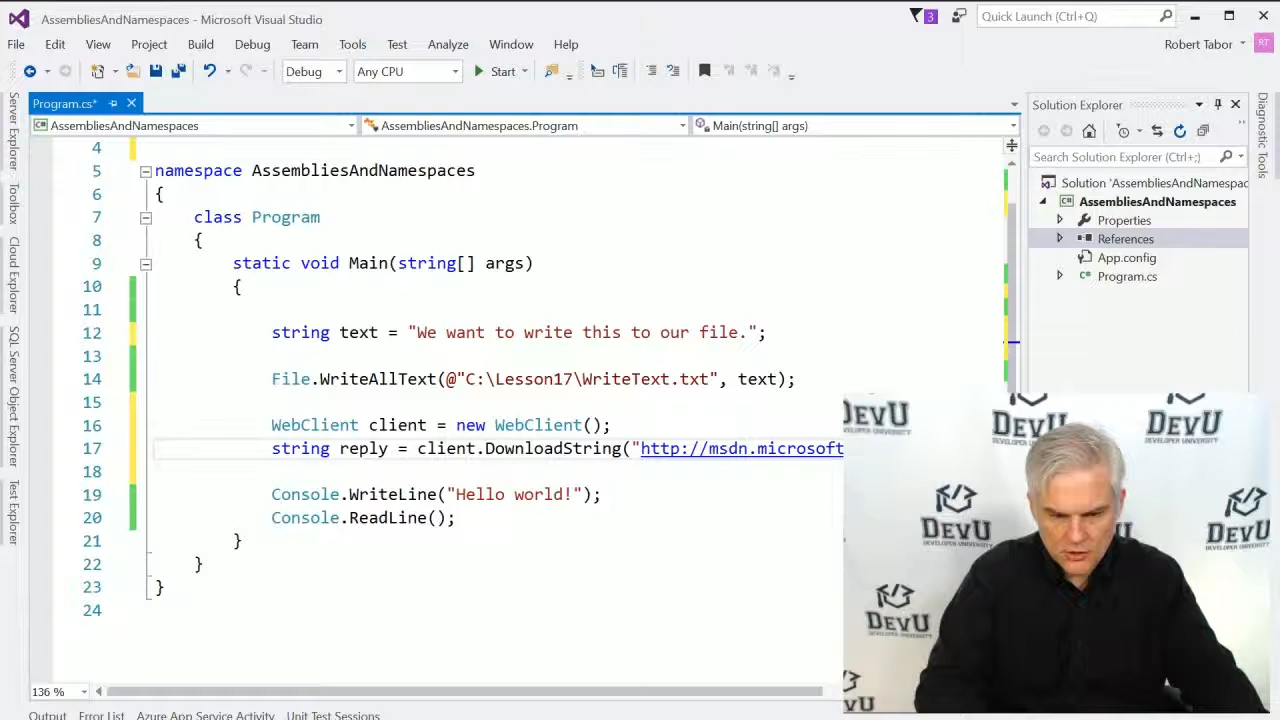 AssembliesAndNamespaces - Microsoft Visual Studio
3
Quick Launch (Ctrl+Q)
File Edit View Project Build Debug Team Tools Test Analyze Window Help
Robert Tabor RT
Debug Any CPU Start
Program.cs*
Solution Explorer
AssembliesAndNamespaces AssembliesAndNamespaces.Program Main(string[] args)
Search Solution Explorer (Ctrl+;)
Solution 'AssembliesAndNamespac
AssembliesAndNamespaces
Properties
References
App.config
Program.cs
Server Explorer
Toolbox
Cloud Explorer
SQL Server Object Explorer
Test Explorer
Diagnostic Tools
4
5 namespace AssembliesAndNamespaces
6 {
7 class Program
8 {
9 static void Main(string[] args)
10 {
11
12 string text = "We want to write this to our file.";
13
14 File.WriteAllText(@"C:\Lesson17\WriteText.txt", text);
15
16 WebClient client = new WebClient();
17 string reply = client.DownloadString("http://msdn.microsoft
18
19 Console.WriteLine("Hello world!");
20 Console.ReadLine();
21 }
22 }
23 }
24
136 %
Output Error List Azure App Service Activity Unit Test Sessions
DEVU
DEVELOPER UNIVERSITY
DEVU
DEVELOPER UNIVERSITY